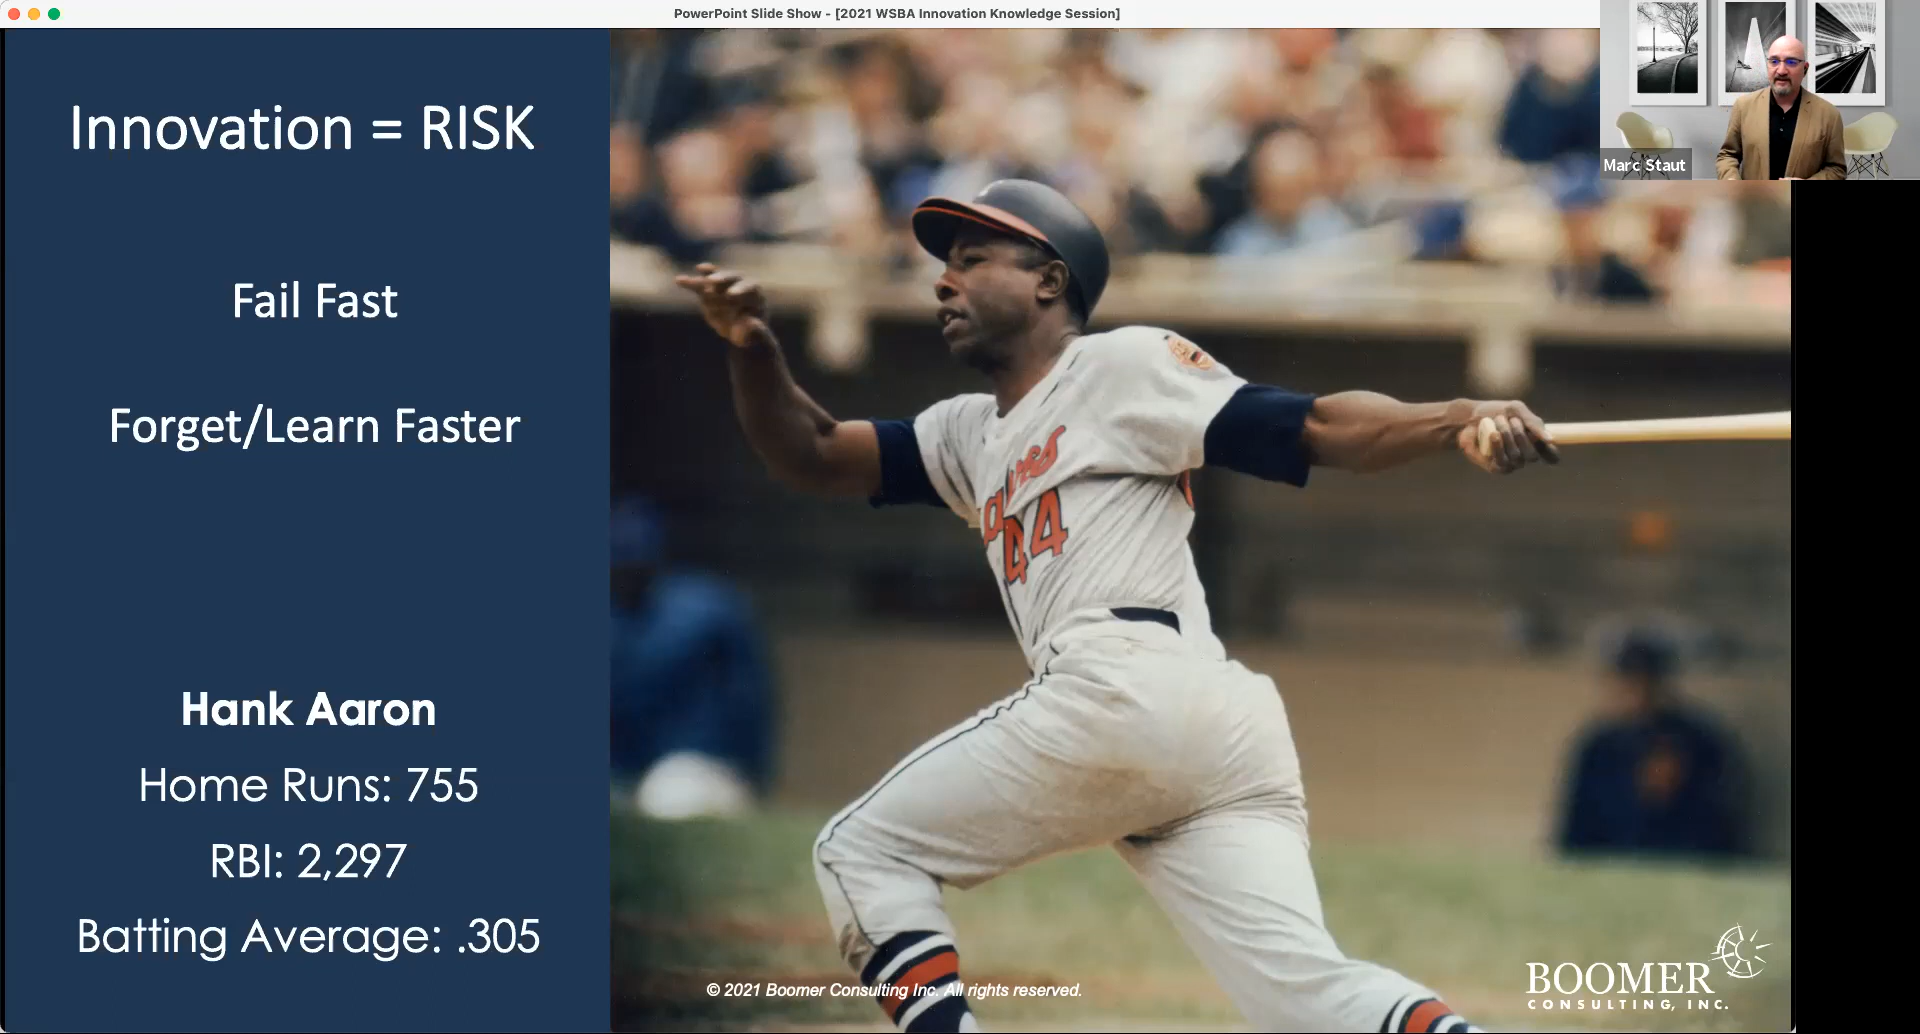 PowerPoint Slide Show - [2021 WSBA Innovation Knowledge Session]
Innovation = RISK
Fail Fast
Forget/Learn Faster
Hank Aaron
Home Runs: 755
RBI: 2,297
Batting Average: .305
Marc Staut
44
© 2021 Boomer Consulting Inc. All rights reserved.
BOOMER
CONSULTING, INC.